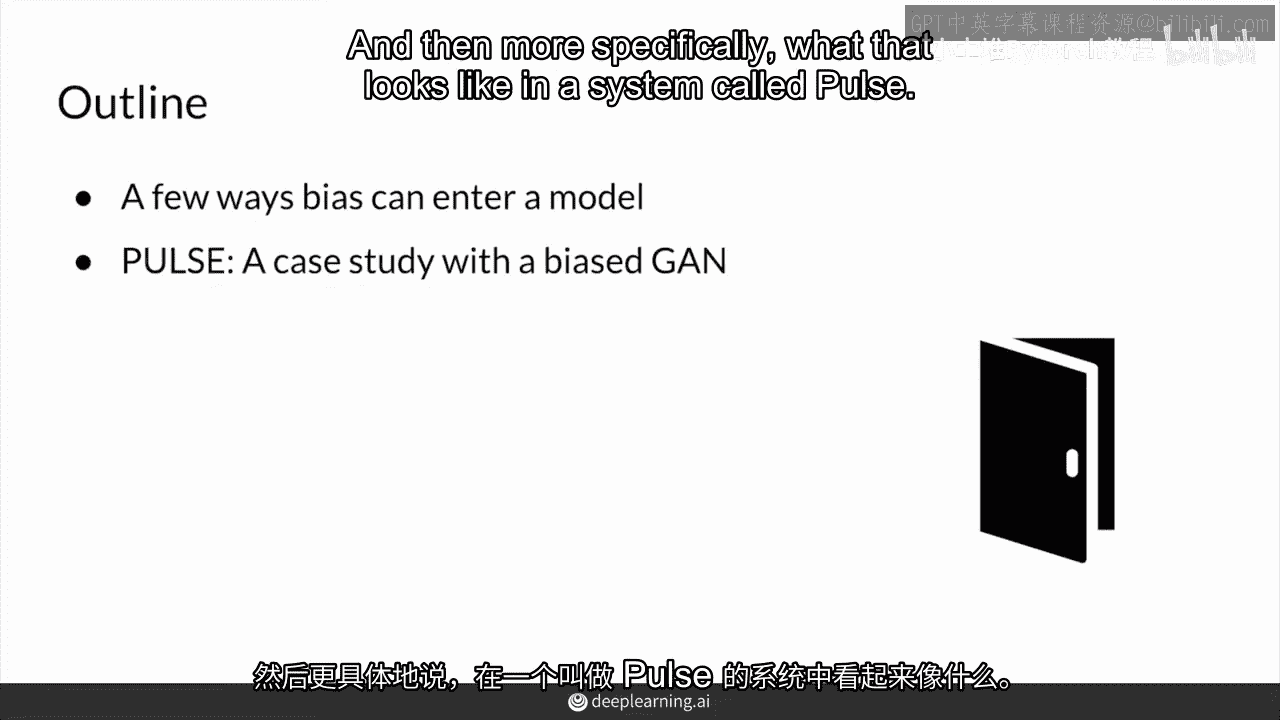 GPT中英字幕课程资源@bilibili.com
And then more specifically, what that
looks like in a system called Pulse.
Outline
● A few ways bias can enter a model
● PULSE: A case study with a biased GAN
然后更具体地说，在一个叫做 Pulse 的系统中看起来像什么。
deeplearning.ai